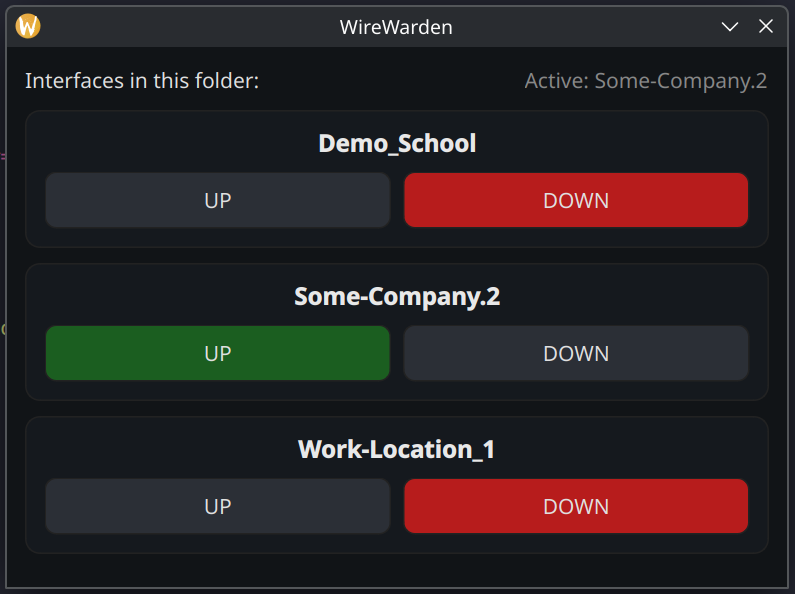 WireWarden
Interfaces in this folder: Active: Some-Company.2
Demo_School
UP DOWN
Some-Company.2
UP DOWN
Work-Location_1
UP DOWN